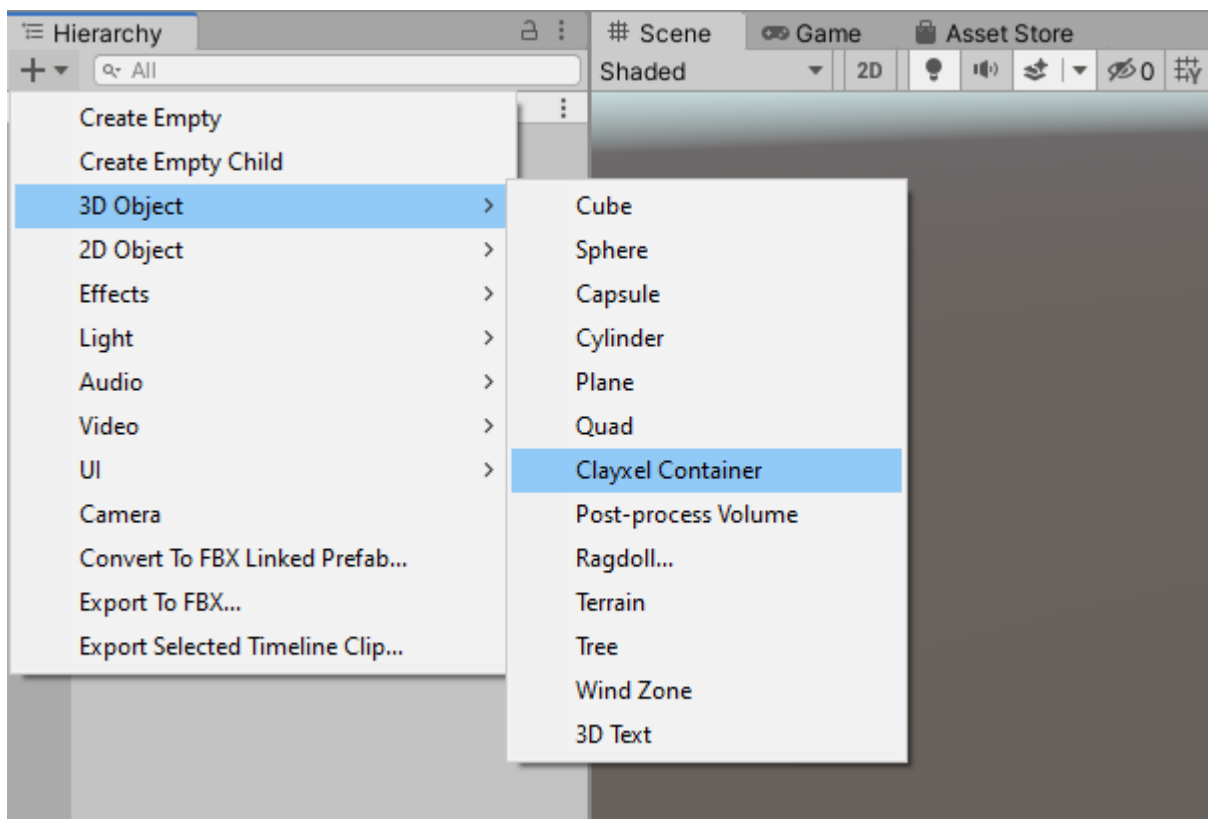 Hierarchy
All
Create Empty
Create Empty Child
3D Object
2D Object
Effects
Light
Audio
Video
UI
Camera
Convert To FBX Linked Prefab...
Export To FBX...
Export Selected Timeline Clip...
Cube
Sphere
Capsule
Cylinder
Plane
Quad
Clayxel Container
Post-process Volume
Ragdoll...
Terrain
Tree
Wind Zone
3D Text
Scene Game Asset Store
Shaded 2D 0